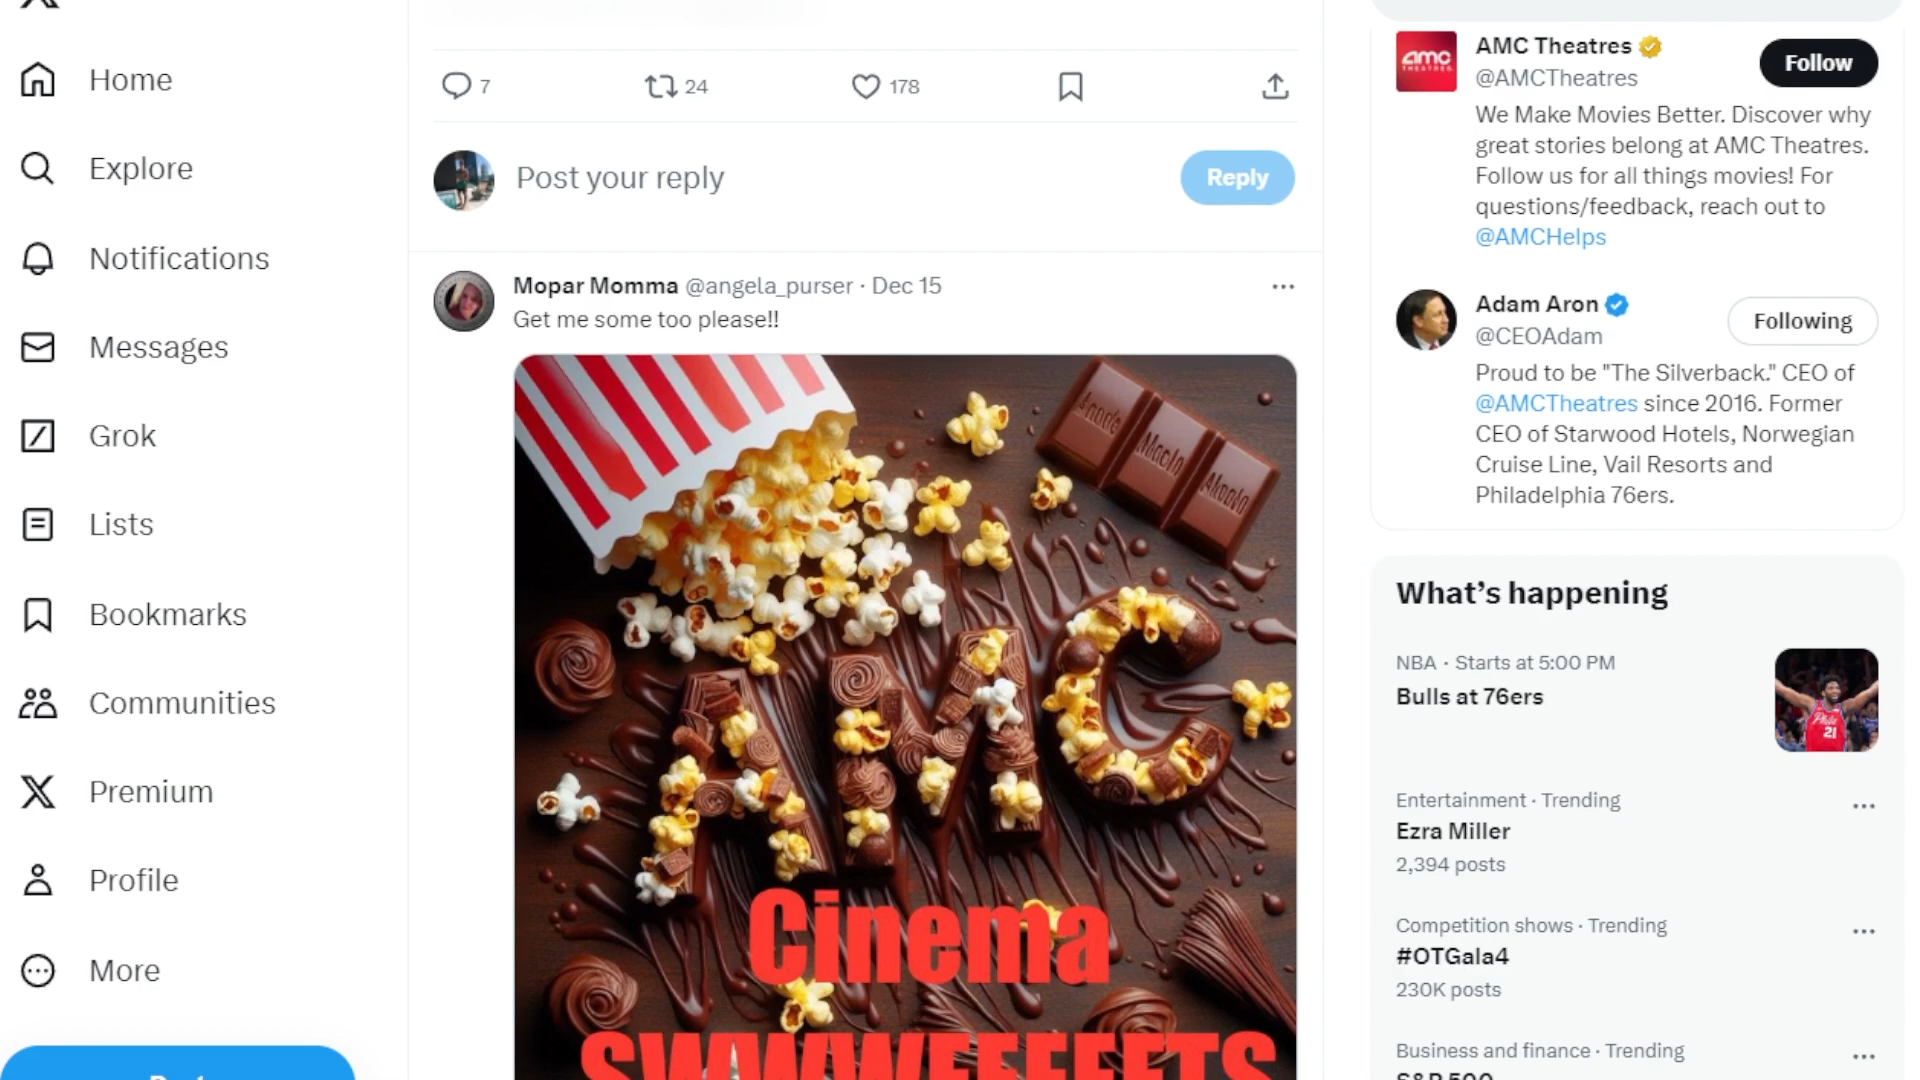 Home
Explore
Notifications
Messages
Grok
Lists
Bookmarks
Communities
Premium
Profile
More
7
24
178
Post your reply
Reply
Mopar Momma @angela_purser · Dec 15
Get me some too please!!
AMC
Cinema
SWWWEEEEETS
AMC Theatres
@AMCTheatres
Follow
amc
THEATRES
We Make Movies Better. Discover why
great stories belong at AMC Theatres.
Follow us for all things movies! For
questions/feedback, reach out to
@AMCHelps
Adam Aron
@CEOAdam
Following
Proud to be "The Silverback." CEO of
@AMCTheatres since 2016. Former
CEO of Starwood Hotels, Norwegian
Cruise Line, Vail Resorts and
Philadelphia 76ers.
What's happening
NBA · Starts at 5:00 PM
Bulls at 76ers
21
Entertainment · Trending
Ezra Miller
2,394 posts
Competition shows · Trending
#OTGala4
230K posts
Business and finance · Trending
S&P 500